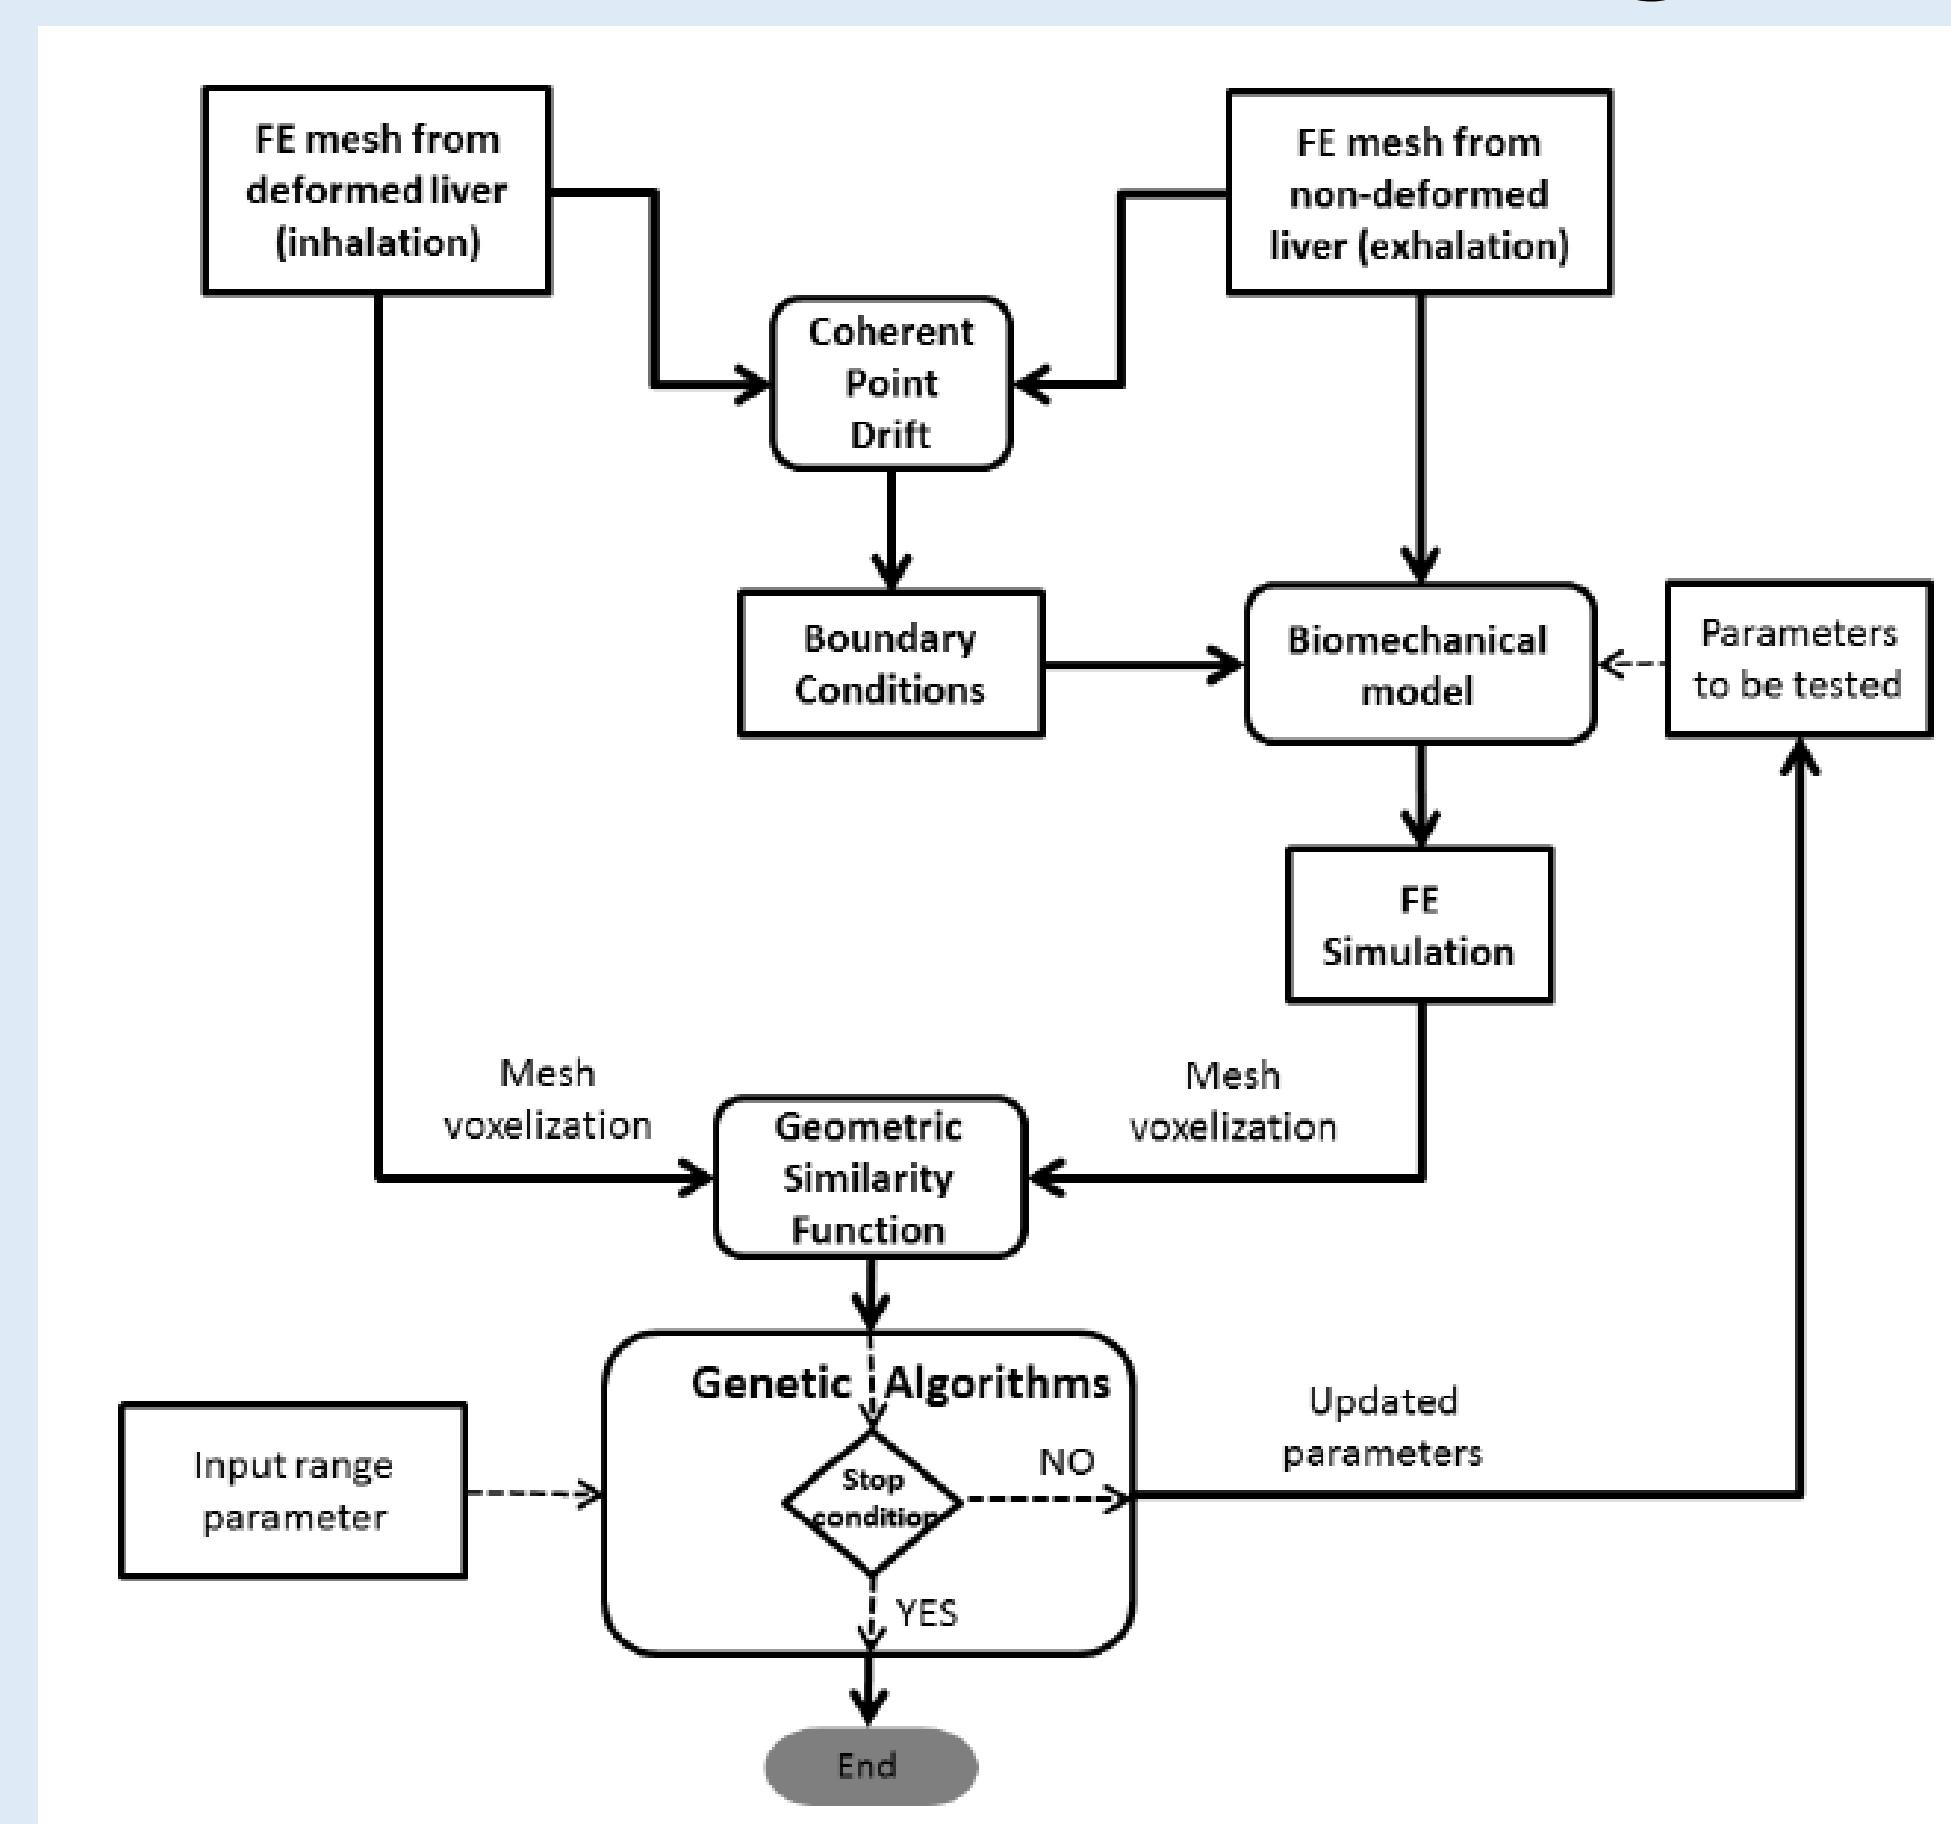 FE mesh from
deformed liver
(inhalation)
FE mesh from
non-deformed
liver (exhalation)
Coherent
Point
Drift
Boundary
Conditions
Biomechanical
model
Parameters
to be tested
FE
Simulation
Mesh
voxelization
Mesh
voxelization
Geometric
Similarity
Function
Genetic Algorithms
Input range
parameter
Stop
condition
NO
Updated
parameters
YES
End